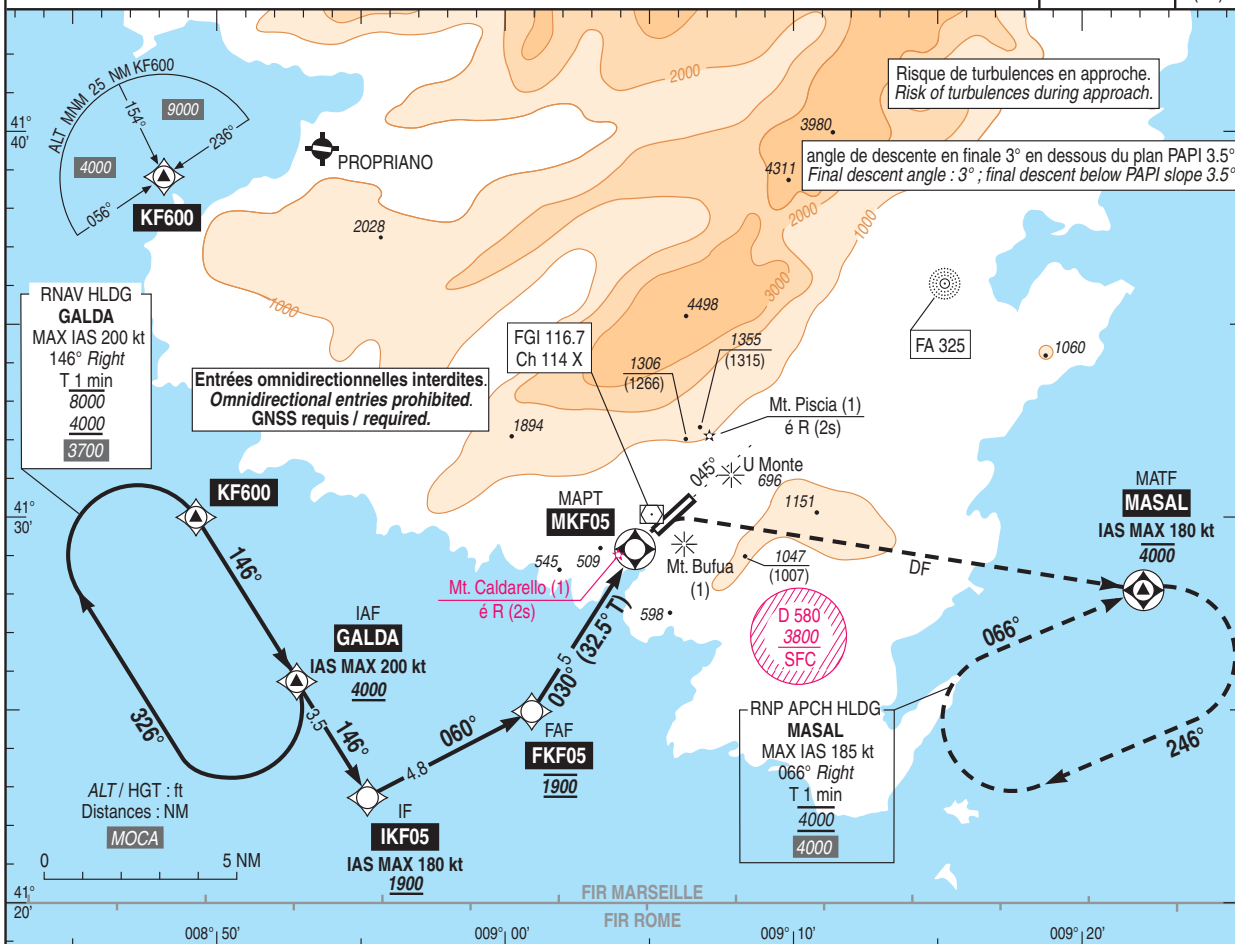 ALT MNM 25 NM KF600
154°
9000
236°
4000
056°
KF600
41°
40'
PROPRIANO
2000
Risque de turbulences en approche.
Risk of turbulences during approach.
3980
angle de descente en finale 3° en dessous du plan PAPI 3.5°
Final descent angle : 3° ; final descent below PAPI slope 3.5°
4311
2000
1000
2028
1000
3000
4498
RNAV HLDG
GALDA
MAX IAS 200 kt
146° Right
T 1 min
8000
4000
3700
FGI 116.7
Ch 114 X
1306
(1266)
1355
(1315)
FA 325
1060
Entrées omnidirectionnelles interdites.
Omnidirectional entries prohibited.
GNSS requis / required.
1894
Mt. Piscia (1)
é R (2s)
045°
U Monte
696
41°
30'
KF600
MAPT
MKF05
1151
MATF
MASAL
IAS MAX 180 kt
4000
146°
545
509
Mt. Bufua
(1)
1047
(1007)
DF
Mt. Caldarello (1)
é R (2s)
598
D 580
3800
SFC
066°
IAF
GALDA
IAS MAX 200 kt
4000
326°
3.5
146°
060°
4.8
030°
5
(32.5° T)
FAF
FKF05
1900
RNP APCH HLDG
MASAL
MAX IAS 185 kt
066° Right
T 1 min
4000
4000
246°
ALT / HGT : ft
Distances : NM
MOCA
0
5 NM
IF
IKF05
IAS MAX 180 kt
1900
41°
20'
FIR MARSEILLE
FIR ROME
008° 50'
009° 00'
009° 10'
009° 20'